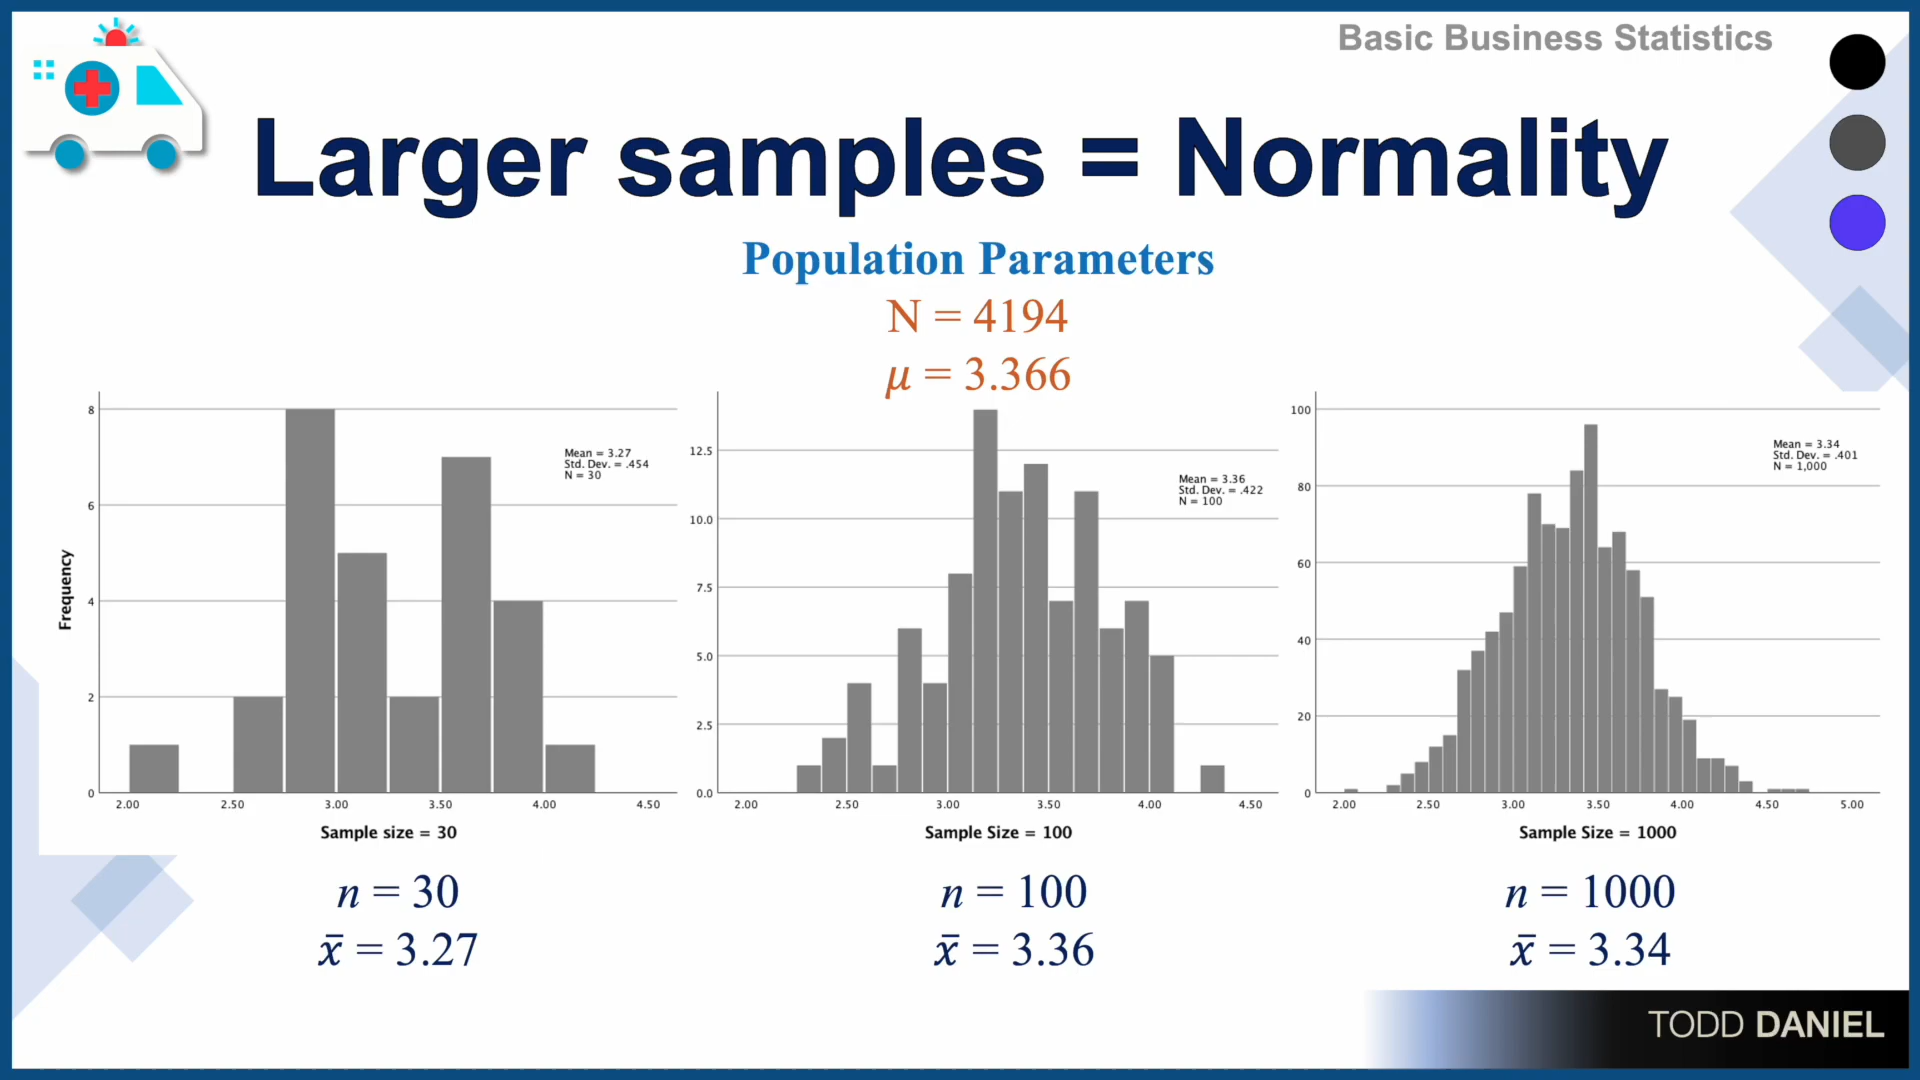 Basic Business Statistics
Larger samples = Normality
Population Parameters
N = 4194
μ = 3.366
8
6
4
2
0
Frequency
Mean = 3.27
Std. Dev. = .454
N = 30
2.00 2.50 3.00 3.50 4.00 4.50
Sample size = 30
12.5
10.0
7.5
5.0
2.5
0.0
Mean = 3.36
Std. Dev. = .422
N = 100
2.00 2.50 3.00 3.50 4.00 4.50
Sample Size = 100
100
80
60
40
20
0
Mean = 3.34
Std. Dev. = .401
N = 1,000
2.00 2.50 3.00 3.50 4.00 4.50 5.00
Sample Size = 1000
n = 30
x̄ = 3.27
n = 100
x̄ = 3.36
n = 1000
x̄ = 3.34
TODD DANIEL